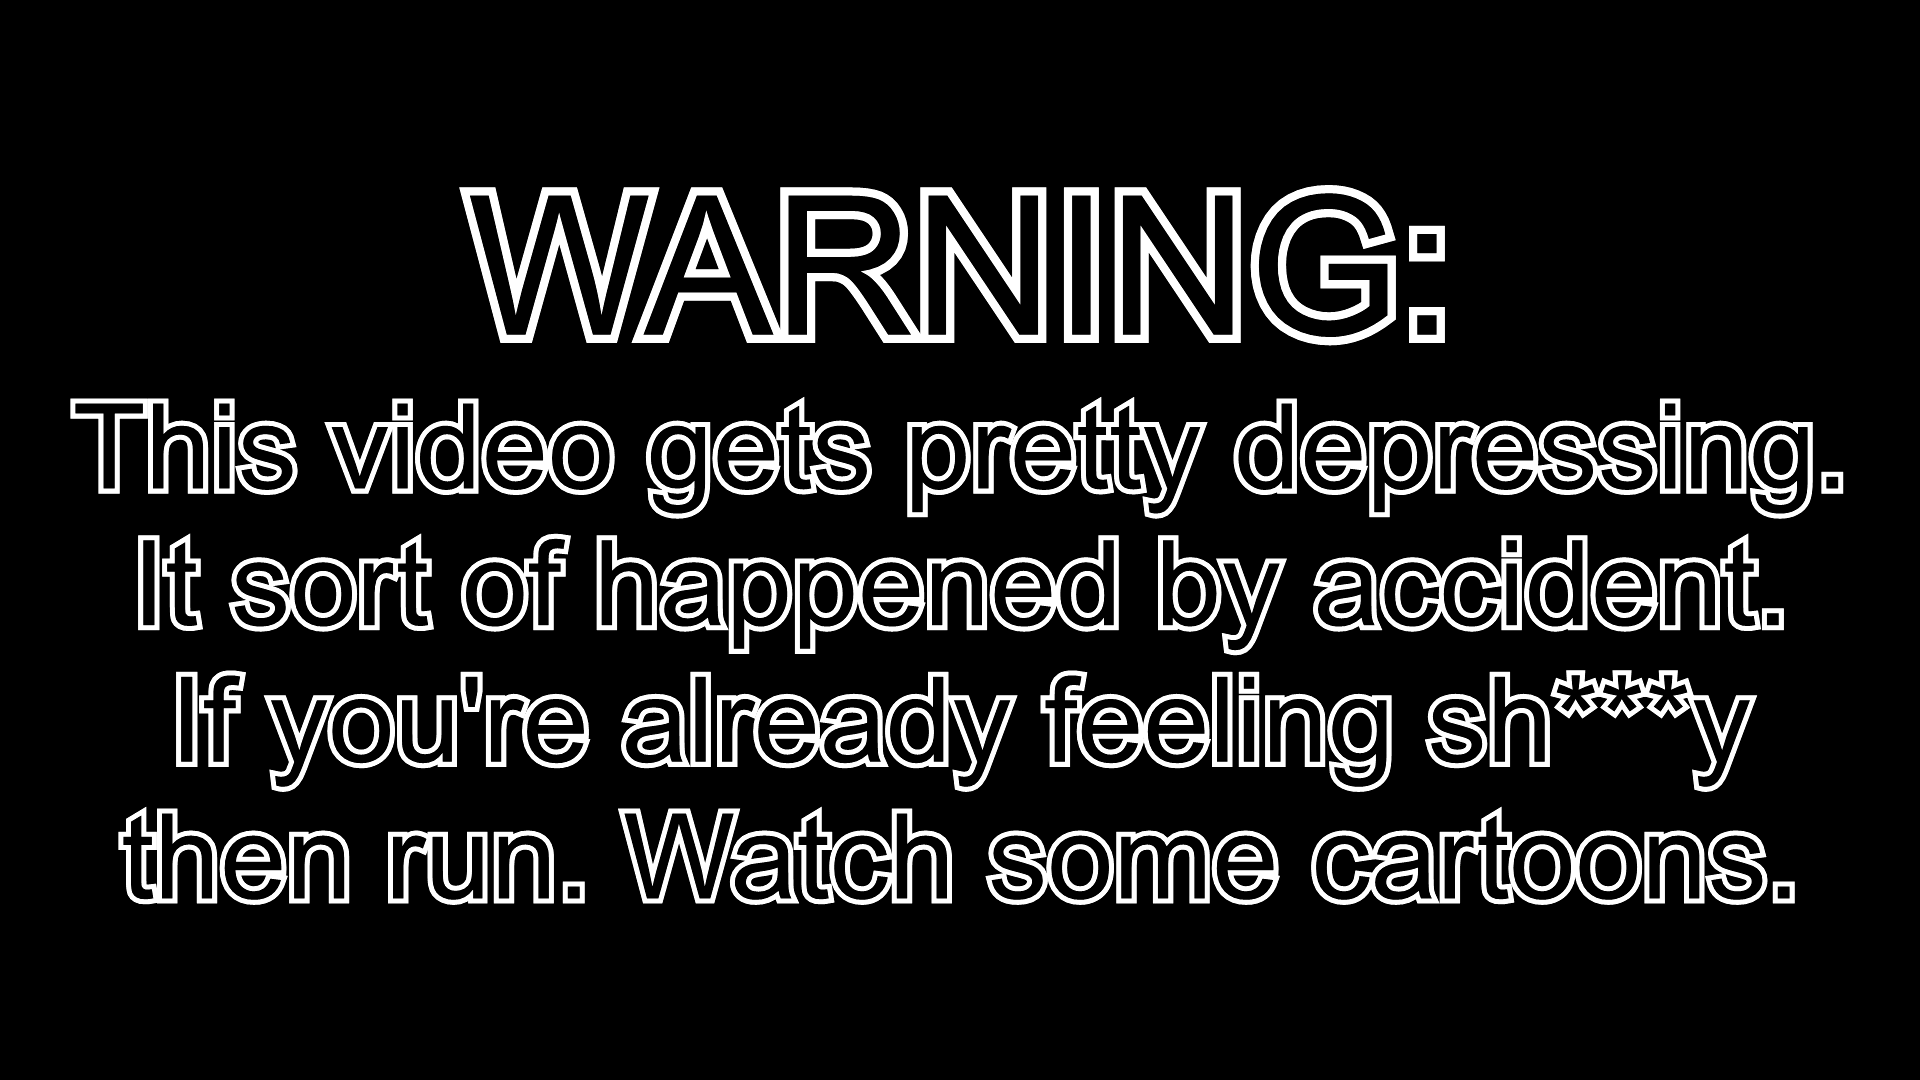 WARNING:
This video gets pretty depressing.
It sort of happened by accident.
If you're already feeling sh***y
then run. Watch some cartoons.